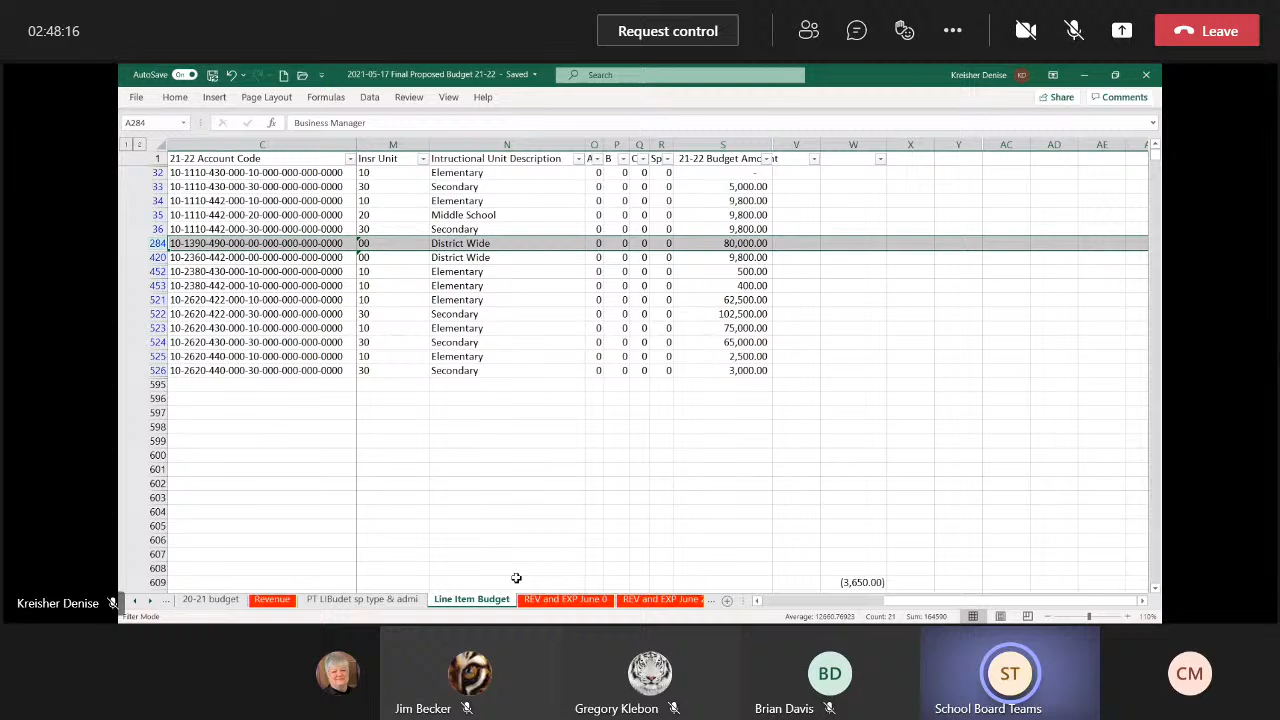 02:48:16
Request control
Leave
AutoSave On
2021-05-17 Final Proposed Budget 21-22 - Saved
Search
Kreisher Denise KD
File Home Insert Page Layout Formulas Data Review View Help
Share Comments
A284 fx Business Manager
C M N O P Q R S V W X Y AC AD AE
1 21-22 Account Code Insr Unit Intructional Unit Description A B C Sp 21-22 Budget Amount
32 10-1110-430-000-10-000-000-000-0000 10 Elementary 0 0 0 0 -
33 10-1110-430-000-30-000-000-000-0000 30 Secondary 0 0 0 0 5,000.00
34 10-1110-442-000-10-000-000-000-0000 10 Elementary 0 0 0 0 9,800.00
35 10-1110-442-000-20-000-000-000-0000 20 Middle School 0 0 0 0 9,800.00
36 10-1110-442-000-30-000-000-000-0000 30 Secondary 0 0 0 0 9,800.00
284 10-1390-490-000-00-000-000-000-0000 00 District Wide 0 0 0 0 80,000.00
420 10-2360-442-000-00-000-000-000-0000 00 District Wide 0 0 0 0 9,800.00
452 10-2380-430-000-10-000-000-000-0000 10 Elementary 0 0 0 0 500.00
453 10-2380-442-000-10-000-000-000-0000 10 Elementary 0 0 0 0 400.00
521 10-2620-422-000-10-000-000-000-0000 10 Elementary 0 0 0 0 62,500.00
522 10-2620-422-000-30-000-000-000-0000 30 Secondary 0 0 0 0 102,500.00
523 10-2620-430-000-10-000-000-000-0000 10 Elementary 0 0 0 0 75,000.00
524 10-2620-430-000-30-000-000-000-0000 30 Secondary 0 0 0 0 65,000.00
525 10-2620-440-000-10-000-000-000-0000 10 Elementary 0 0 0 0 2,500.00
526 10-2620-440-000-30-000-000-000-0000 30 Secondary 0 0 0 0 3,000.00
595
596
597
598
599
600
601
602
603
604
605
606
607
608
609 (3,650.00)
20-21 budget Revenue PT LIBudet sp type & admi Line Item Budget REV and EXP June 0 REV and EXP June ...
Filter Mode Average: 12660.76923 Count: 21 Sum: 164590 110%
Kreisher Denise
BD ST CM
Jim Becker Gregory Klebon Brian Davis School Board Teams